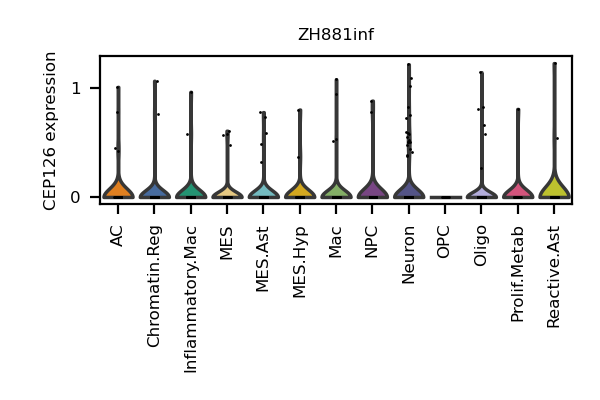 ZH881inf
CEP126 expression
1
0
AC
Chromatin.Reg
Inflammatory.Mac
MES
MES.Ast
MES.Hyp
Mac
NPC
Neuron
OPC
Oligo
Prolif.Metab
Reactive.Ast